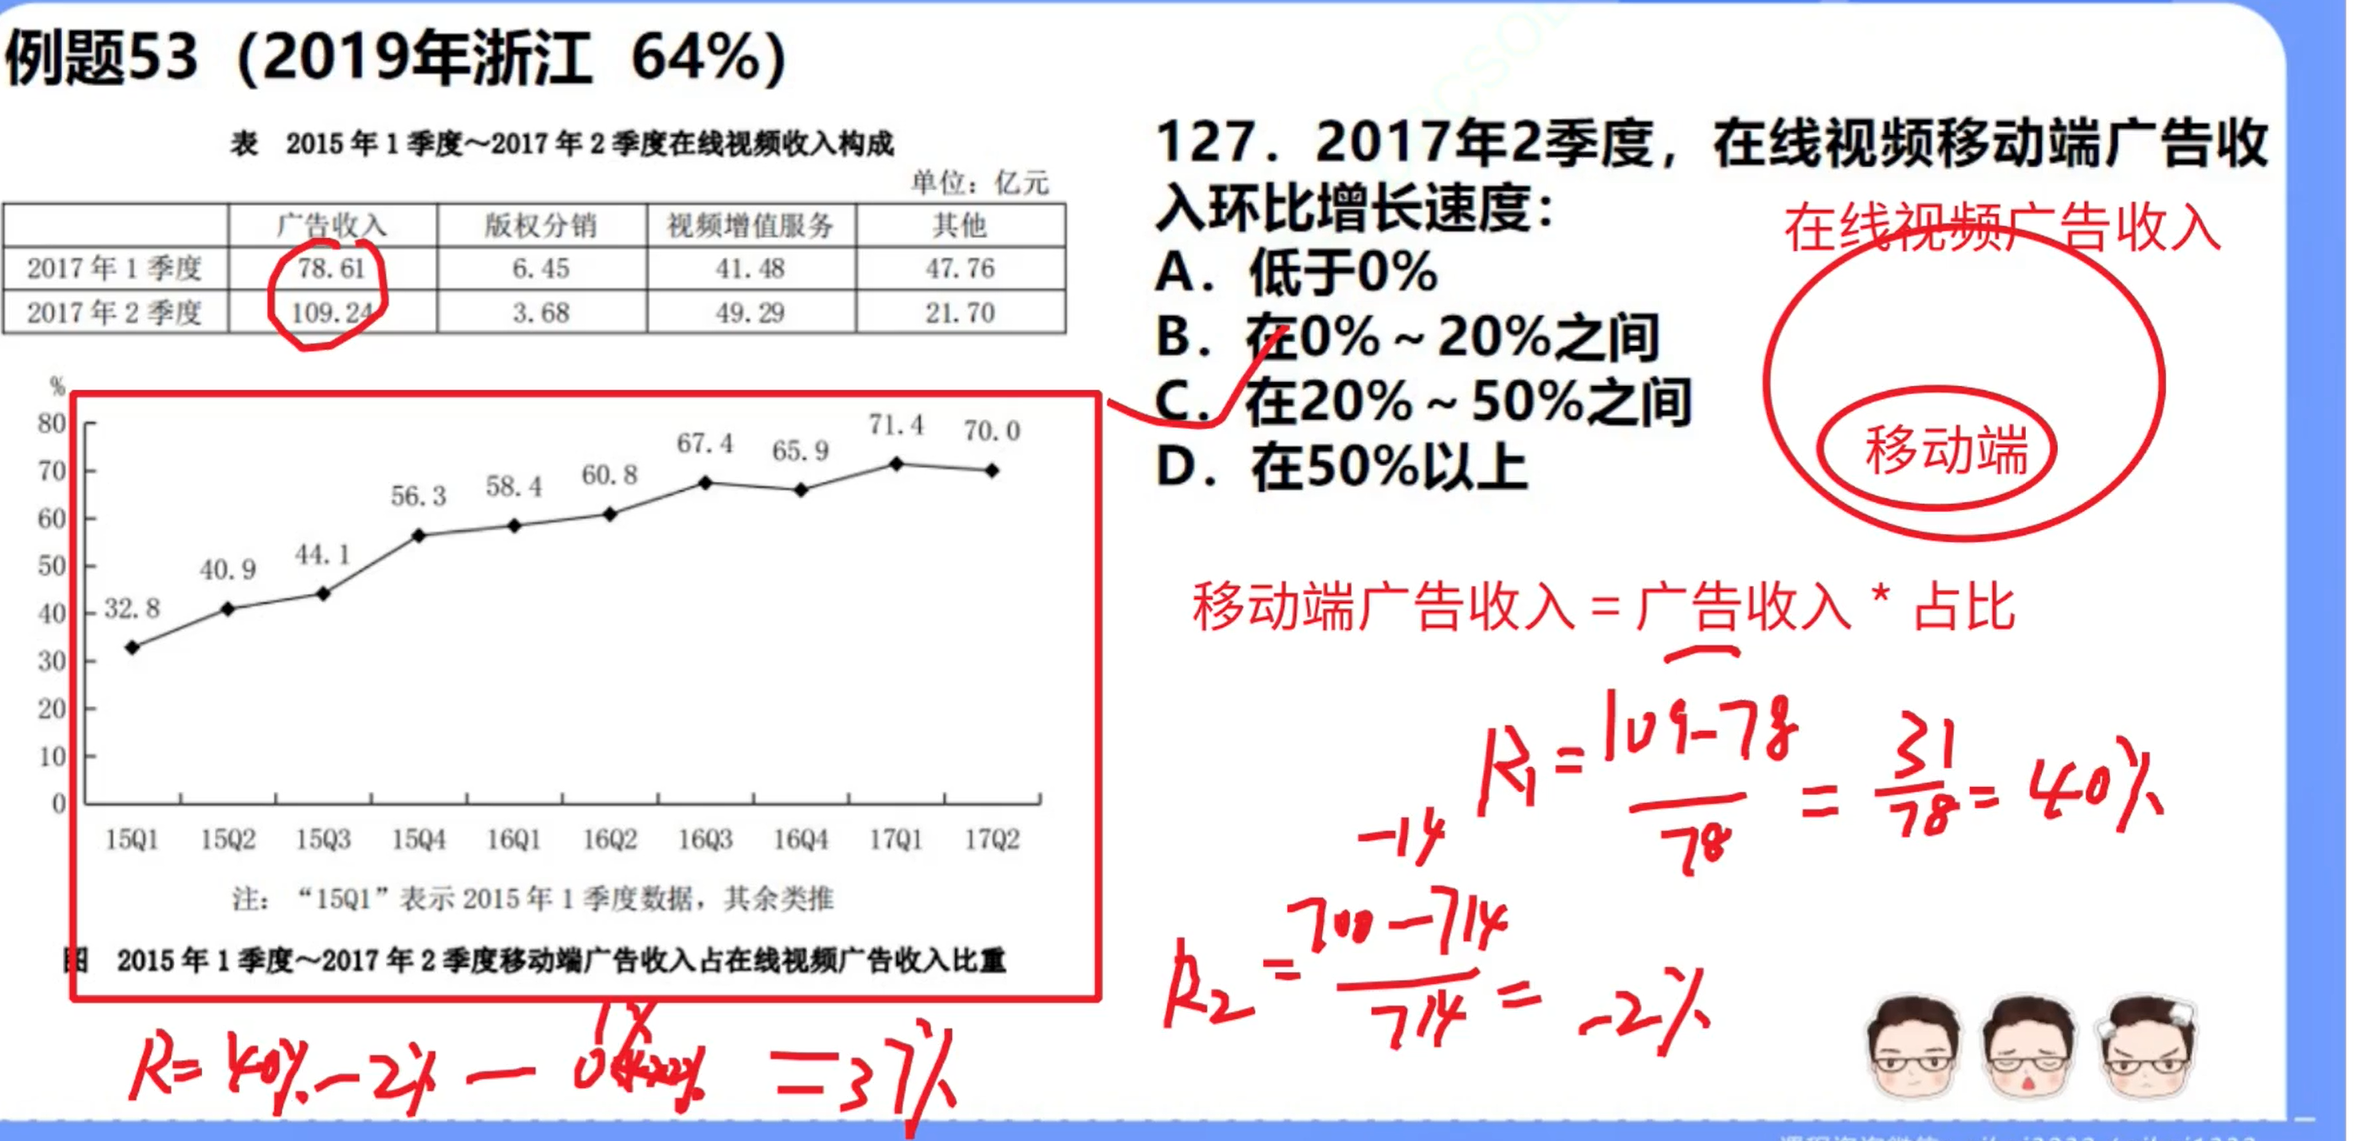 例题53（2019年浙江 64%）
表 2015年1季度～2017年2季度在线视频收入构成
单位：亿元
广告收入 版权分销 视频增值服务 其他
2017年1季度 78.61 6.45 41.48 47.76
2017年2季度 109.24 3.68 49.29 21.70
%
80
70
60
50
40
30
20
10
0
32.8 40.9 44.1 56.3 58.4 60.8 67.4 65.9 71.4 70.0
15Q1 15Q2 15Q3 15Q4 16Q1 16Q2 16Q3 16Q4 17Q1 17Q2
注：“15Q1”表示2015年1季度数据，其余类推
图 2015年1季度～2017年2季度移动端广告收入占在线视频广告收入比重
127．2017年2季度，在线视频移动端广告收
入环比增长速度：
A．低于0%
B．在0%～20%之间
C．在20%～50%之间
D．在50%以上
在线视频广告收入
移动端
移动端广告收入 = 广告收入 * 占比
R₁ = 109-78 / 78 = 31/78 = 40%
-14
R₂ = 700-714 / 714 = -2%
1%
R= 40% - 2% - = 37%